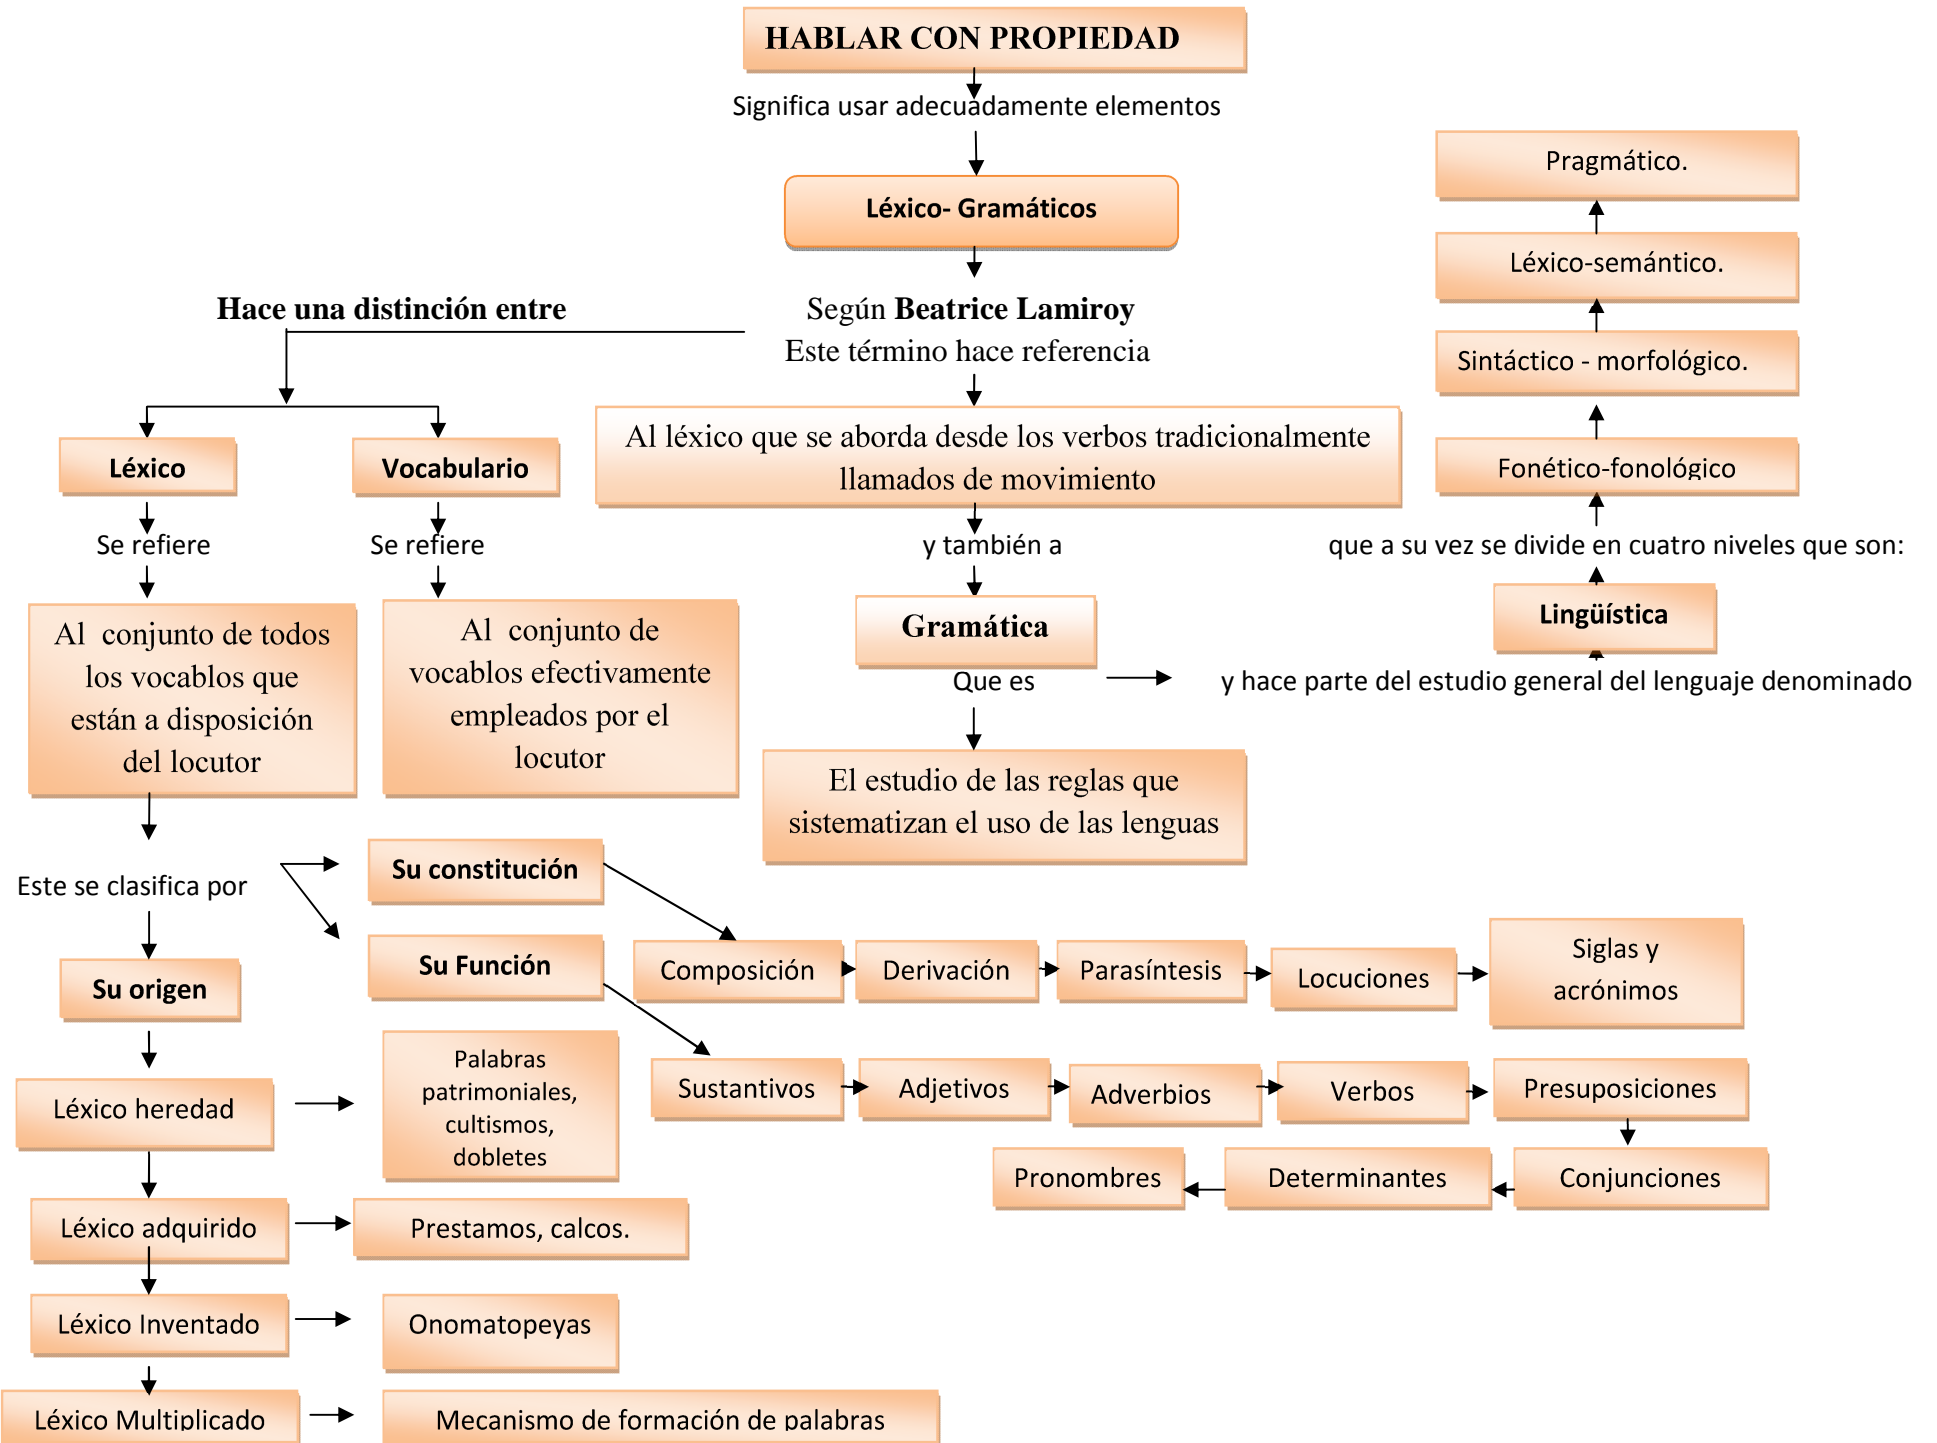 HABLAR CON PROPIEDAD
Significa usar adecuadamente elementos
Léxico- Gramáticos
Según Beatrice Lamiroy
Este término hace referencia
Al léxico que se aborda desde los verbos tradicionalmente
llamados de movimiento
y también a
Gramática
Que es
El estudio de las reglas que
sistematizan el uso de las lenguas
y hace parte del estudio general del lenguaje denominado
Lingüística
que a su vez se divide en cuatro niveles que son:
Fonético-fonológico
Sintáctico - morfológico.
Léxico-semántico.
Pragmático.
Hace una distinción entre
Léxico
Se refiere
Al conjunto de todos
los vocablos que
están a disposición
del locutor
Vocabulario
Se refiere
Al conjunto de
vocablos efectivamente
empleados por el
locutor
Este se clasifica por
Su constitución
Composición
Derivación
Parasíntesis
Locuciones
Siglas y
acrónimos
Su Función
Sustantivos
Adjetivos
Adverbios
Verbos
Presuposiciones
Conjunciones
Determinantes
Pronombres
Su origen
Léxico heredad
Palabras
patrimoniales,
cultismos,
dobletes
Léxico adquirido
Prestamos, calcos.
Léxico Inventado
Onomatopeyas
Léxico Multiplicado
Mecanismo de formación de palabras